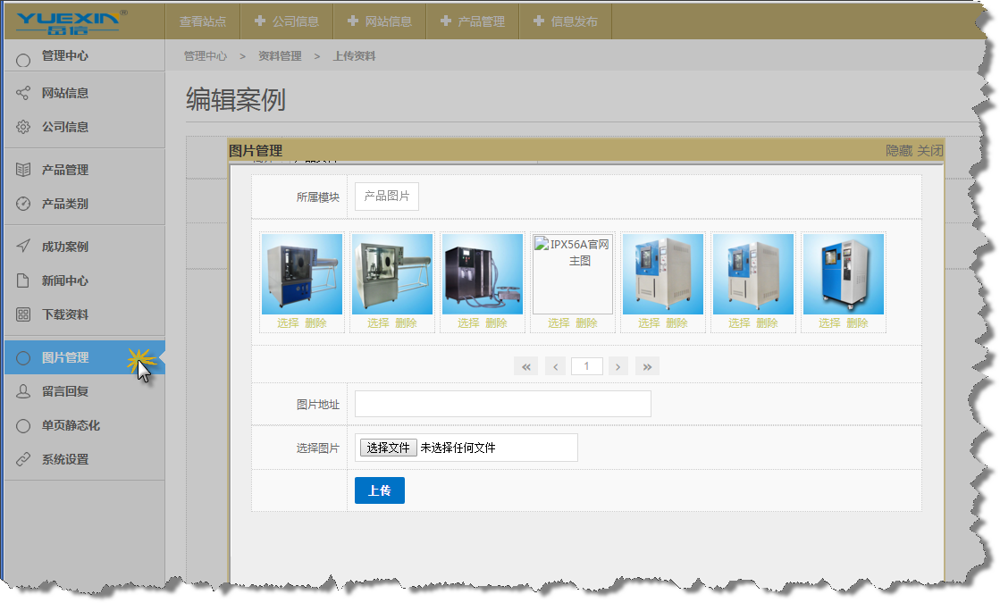 YUEXIN®
岳信
查看站点
公司信息
网站信息
产品管理
信息发布
管理中心
网站信息
公司信息
产品管理
产品类别
成功案例
新闻中心
下载资料
图片管理
留言回复
单页静态化
系统设置
管理中心 > 资料管理 > 上传资料
编辑案例
图片管理
隐藏 关闭
所属模块
产品图片
IPX56A官网
主图
选择 删除
选择 删除
选择 删除
选择 删除
选择 删除
选择 删除
选择 删除
« ‹ 1 › »
图片地址
选择图片
选择文件 未选择任何文件
上传